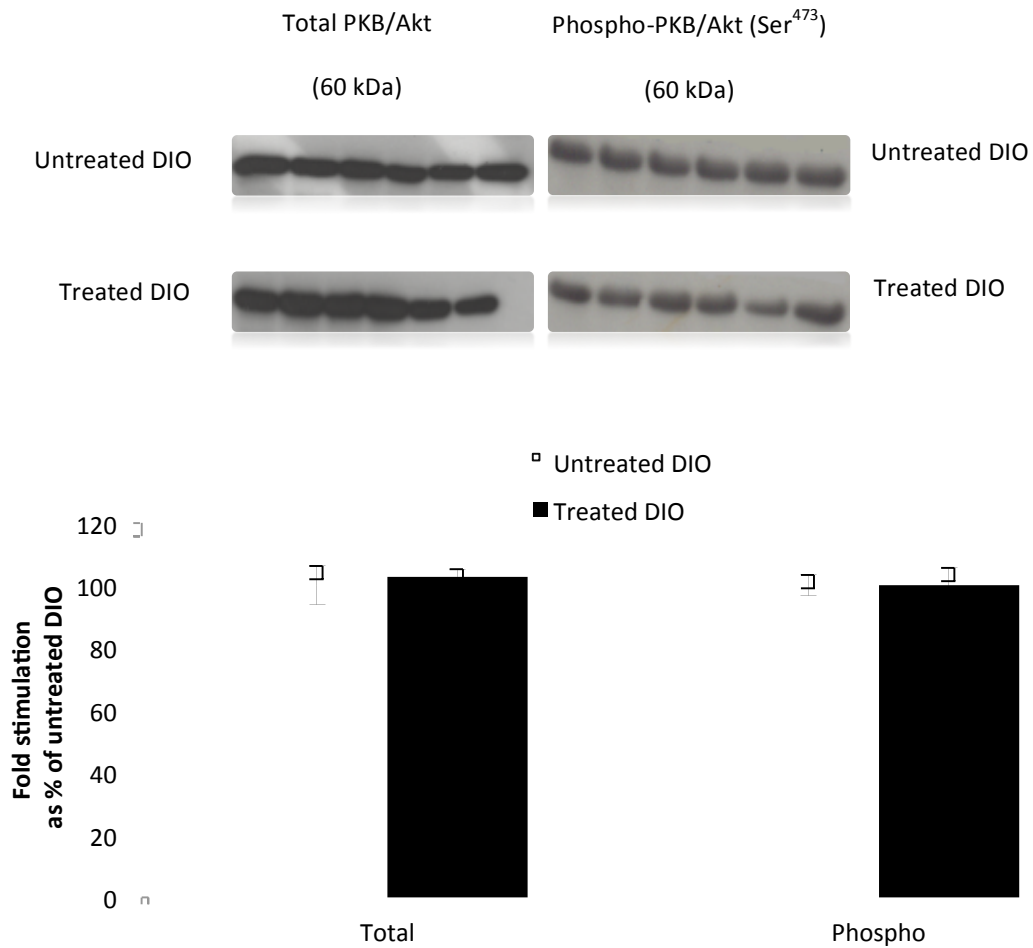 Total PKB/Akt
Phospho-PKB/Akt (Ser473)
(60 kDa)
(60 kDa)
Untreated DIO
Untreated DIO
Treated DIO
Treated DIO
Untreated DIO
Treated DIO
Fold stimulation
as % of untreated DIO
120
100
80
60
40
20
0
Total
Phospho